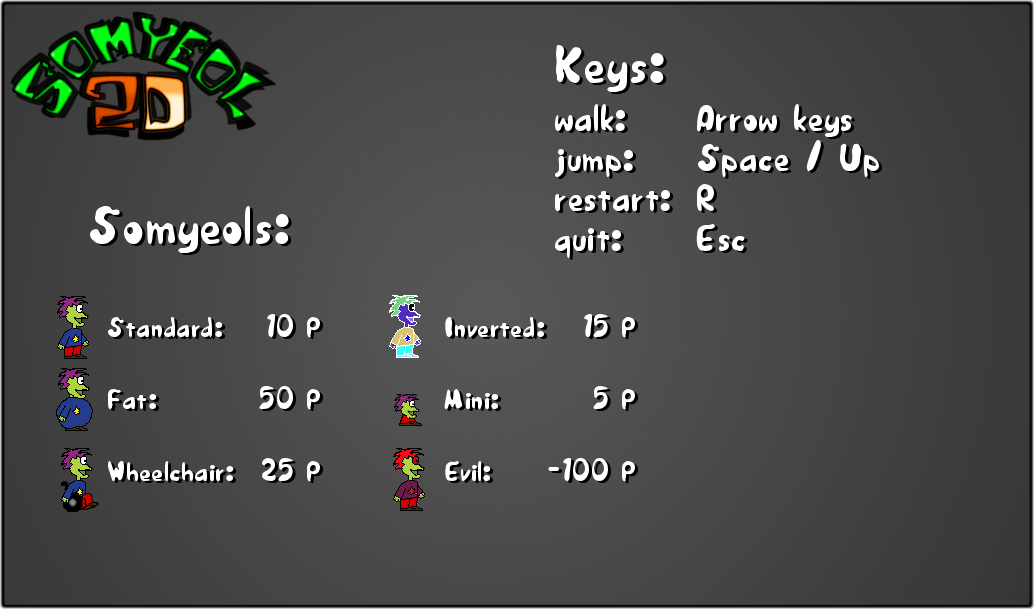 SOMYEOL
2D
Keys:
walk: Arrow keys
jump: Space / Up
restart: R
quit: Esc
Somyeols:
Standard: 10 P
Inverted: 15 P
Fat: 50 P
Mini: 5 P
Wheelchair: 25 P
Evil: -100 P